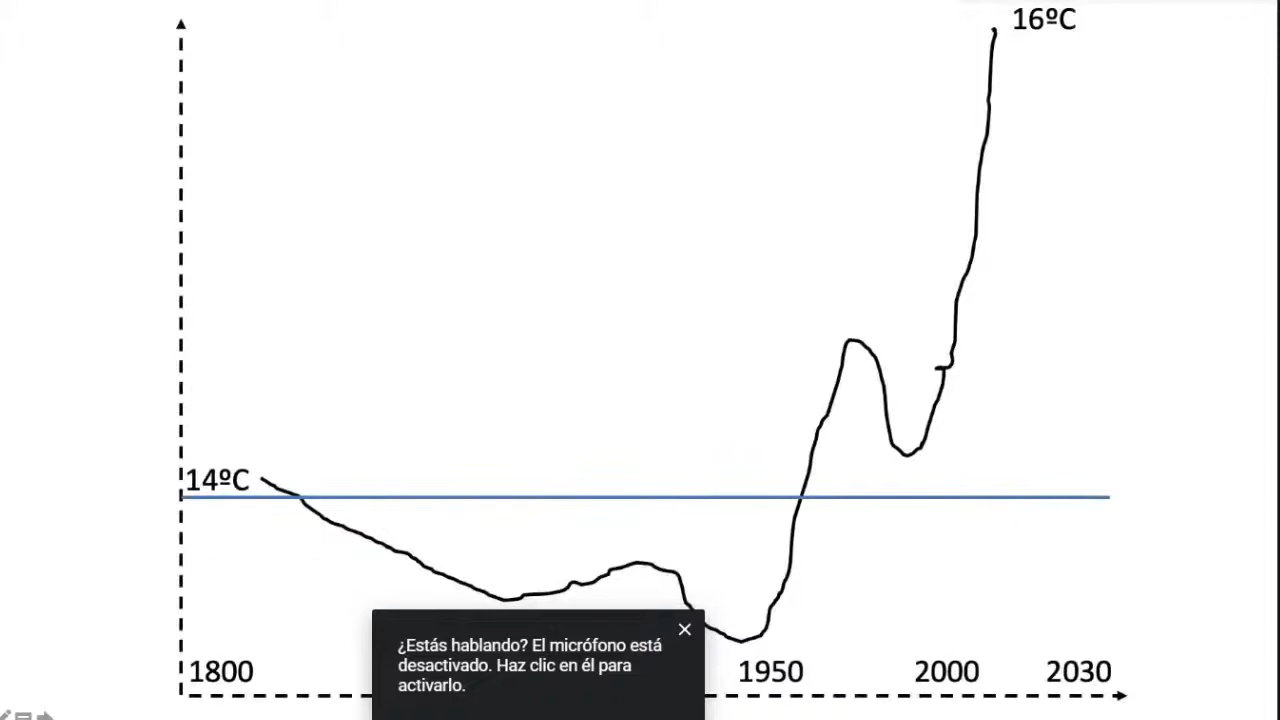 16ºC
14ºC
¿Estás hablando? El micrófono está
desactivado. Haz clic en él para
activarlo.
1800
1950
2000
2030